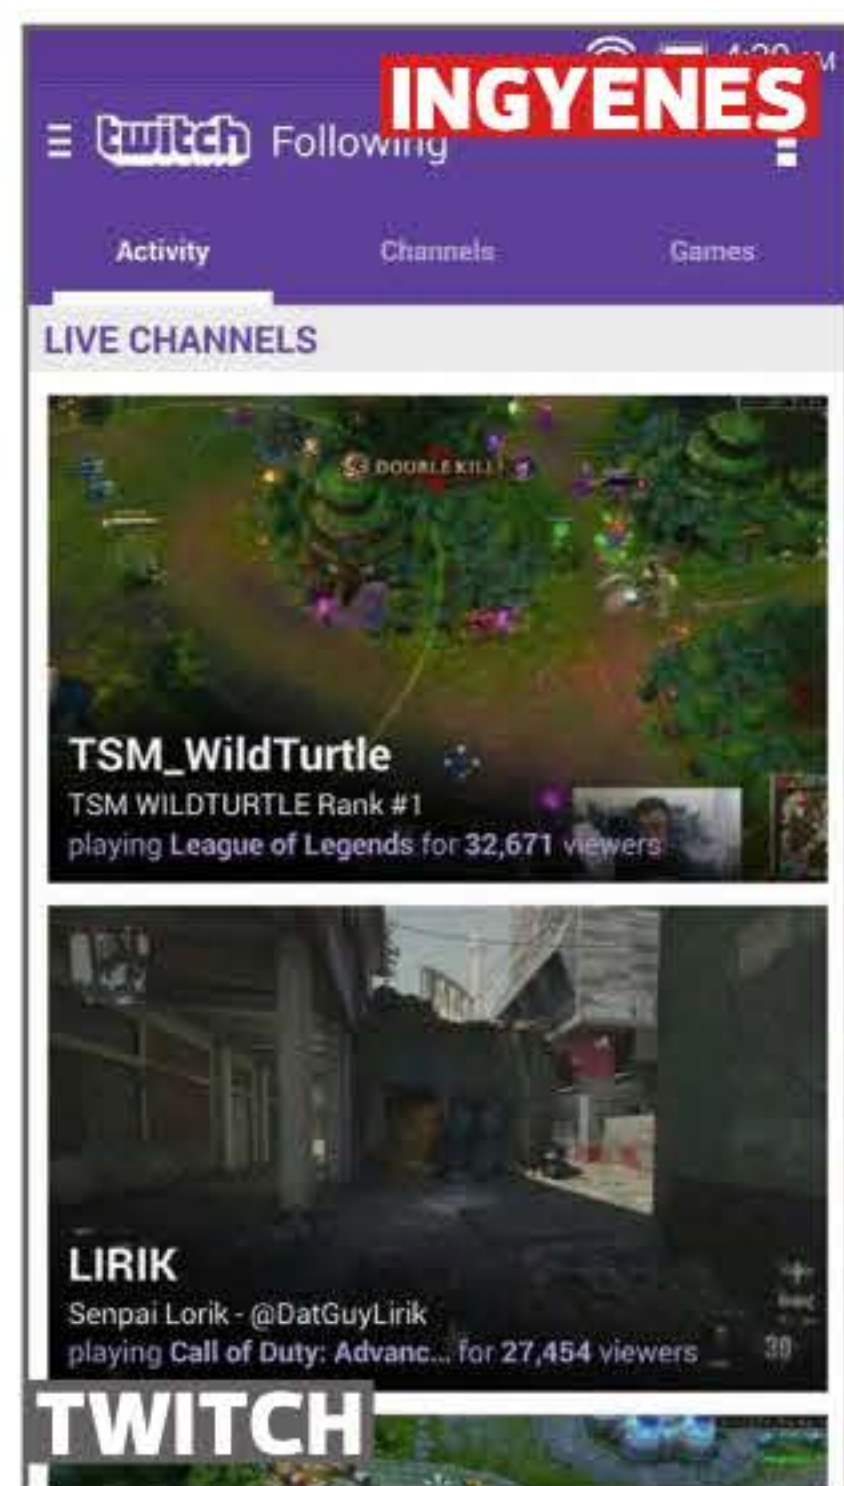 INGYENES
twitch Following
Activity Channels Games
LIVE CHANNELS
DOUBLE KILL!
TSM_WildTurtle
TSM WILDTURTLE Rank #1
playing League of Legends for 32,671 viewers
LIRIK
Senpai Lorik - @DatGuyLirik
playing Call of Duty: Advanc... for 27,454 viewers
30
TWITCH